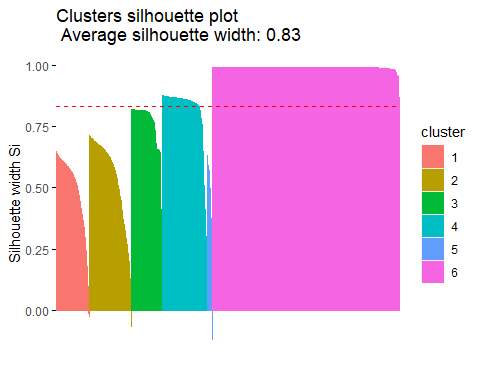 Clusters silhouette plot
Average silhouette width: 0.83
1.00
0.75
0.50
0.25
0.00
Silhouette width Si
cluster
1
2
3
4
5
6